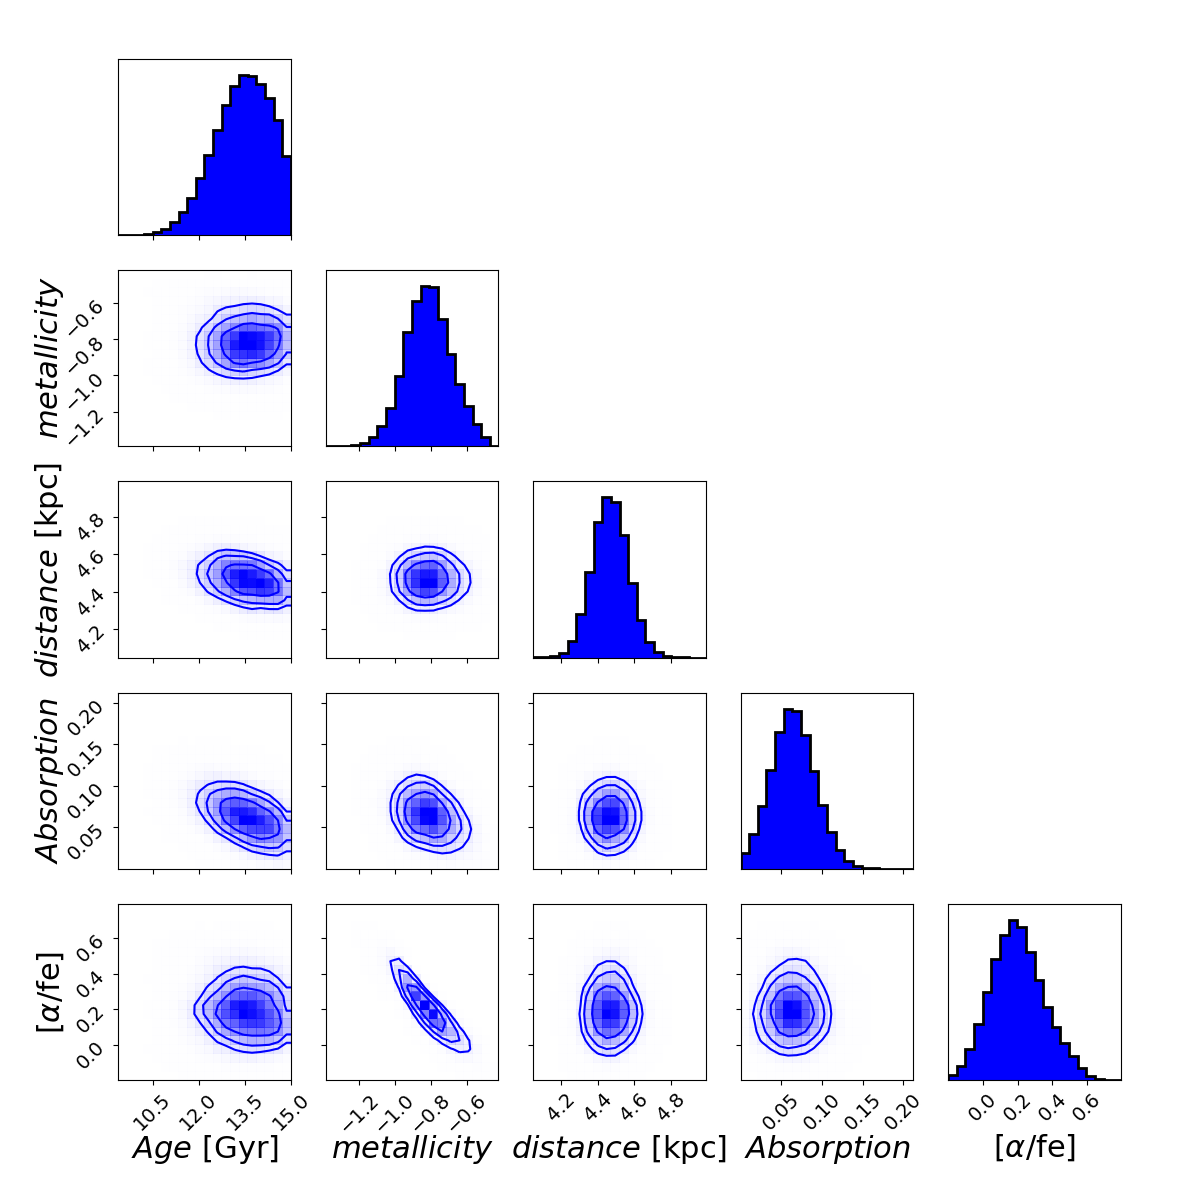 metallicity
−0.6
−0.8
−1.0
−1.2
distance [kpc]
4.8
4.6
4.4
4.2
Absorption
0.20
0.15
0.10
0.05
[α/fe]
0.6
0.4
0.2
0.0
10.5 12.0 13.5 15.0 −1.2 −1.0 −0.8 −0.6 4.2 4.4 4.6 4.8 0.05 0.10 0.15 0.20 0.0 0.2 0.4 0.6
Age [Gyr] metallicity distance [kpc] Absorption [α/fe]